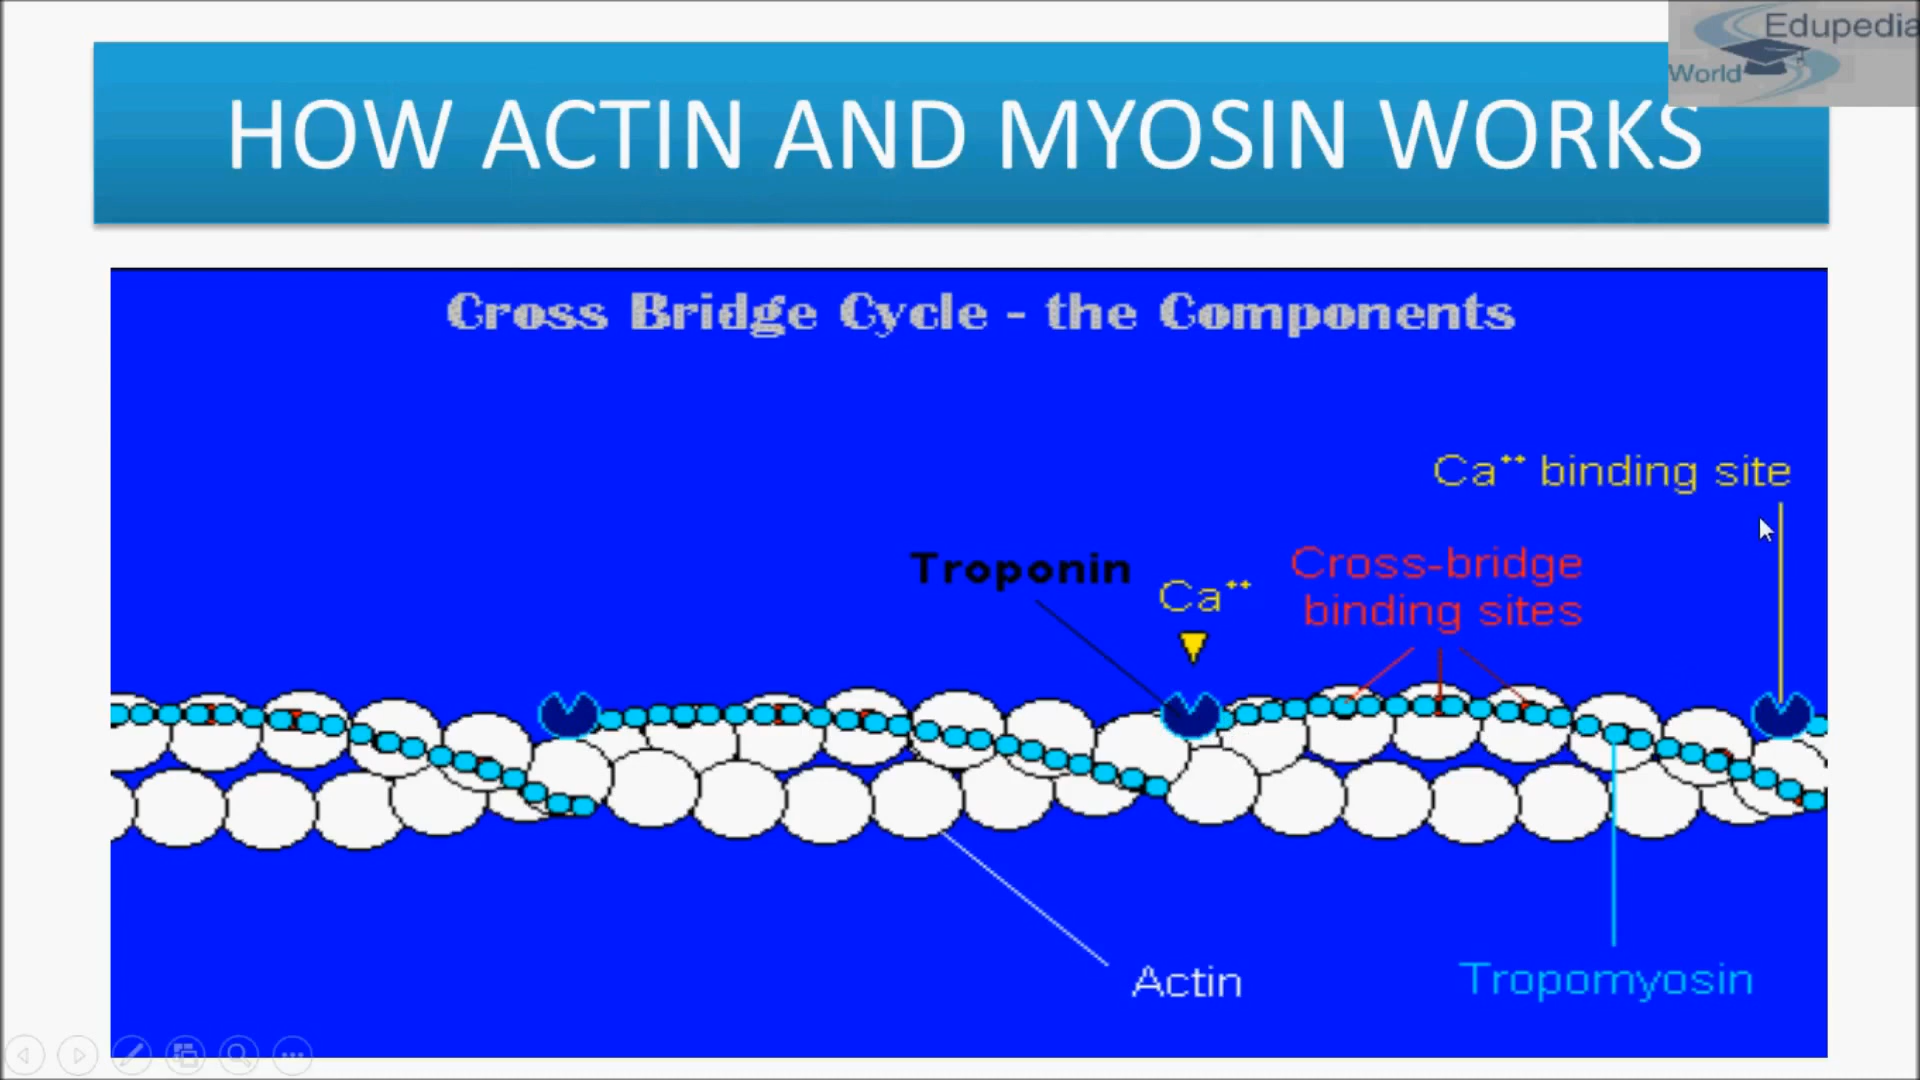 Edupedia
World
HOW ACTIN AND MYOSIN WORKS
Cross Bridge Cycle - the Components
Ca⁺⁺ binding site
Troponin
Ca⁺⁺
Cross-bridge
binding sites
Actin
Tropomyosin